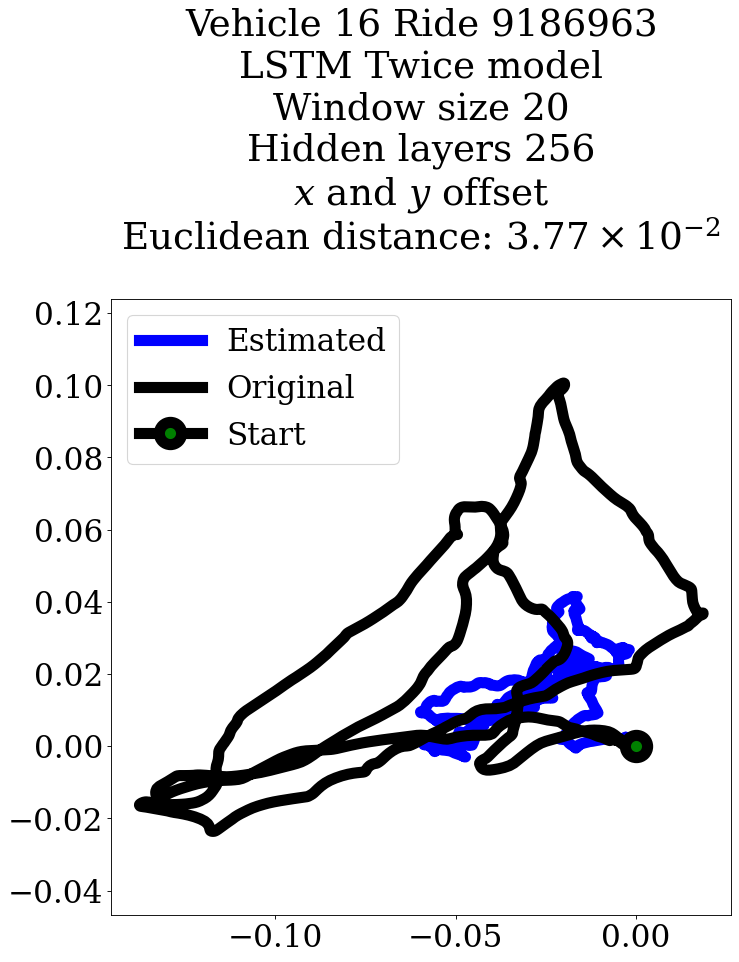 Vehicle 16 Ride 9186963
LSTM Twice model
Window size 20
Hidden layers 256
x and y offset
Euclidean distance: 3.77 × 10⁻²
Estimated
Original
Start
0.12
0.10
0.08
0.06
0.04
0.02
0.00
−0.02
−0.04
−0.10 −0.05 0.00